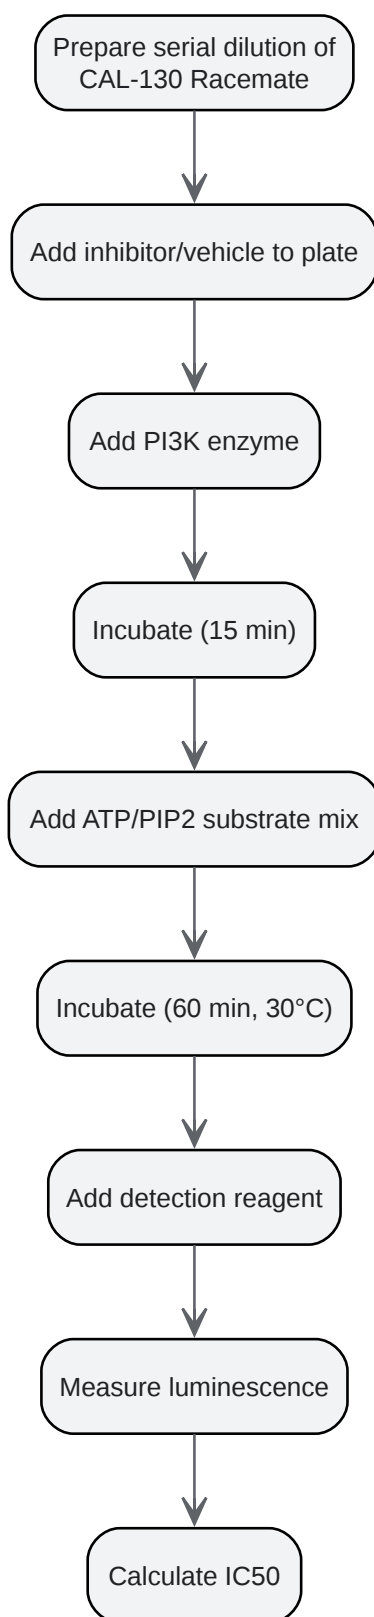 Prepare serial dilution of
CAL-130 Racemate
Add inhibitor/vehicle to plate
Add PI3K enzyme
Incubate (15 min)
Add ATP/PIP2 substrate mix
Incubate (60 min, 30°C)
Add detection reagent
Measure luminescence
Calculate IC50